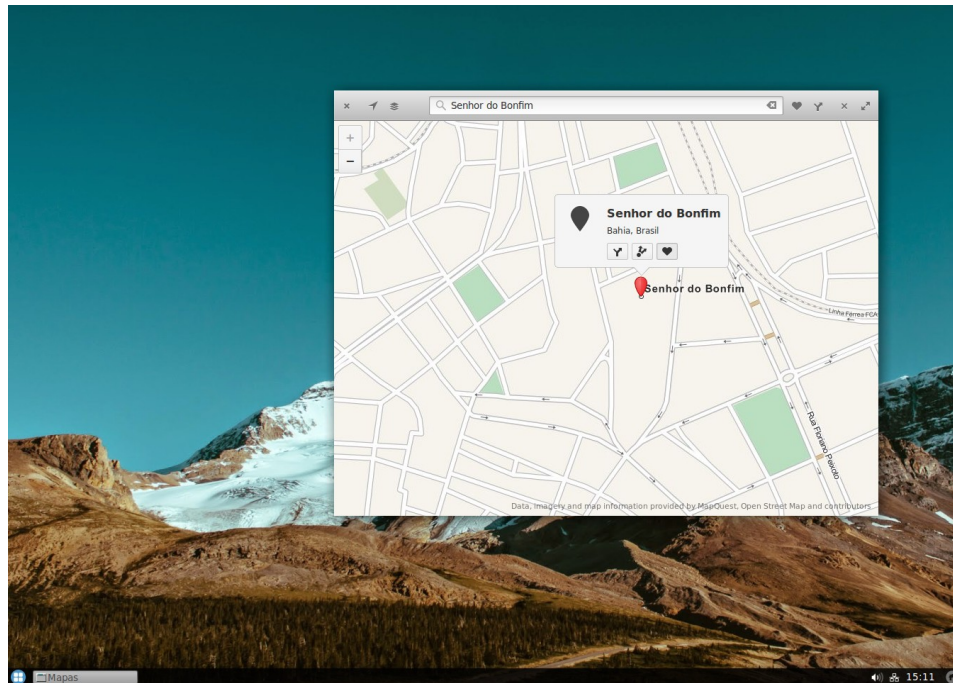 Senhor do Bonfim
Senhor do Bonfim
Bahia, Brasil
Senhor do Bonfim
Linha Férrea FCA
Rua Floriano Peixoto
Data, imagery and map information provided by MapQuest, Open Street Map and contributors
Mapas
15:11